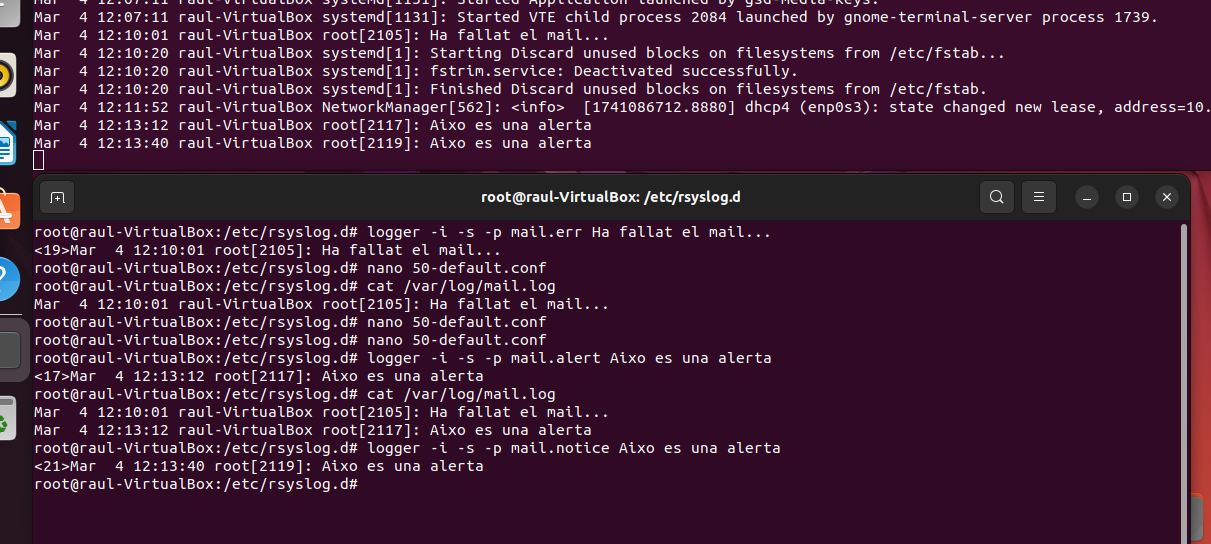 Mar  4 12:07:11 raul-VirtualBox systemd[1131]: Started Application launched by gsd-media-keys.
Mar  4 12:07:11 raul-VirtualBox systemd[1131]: Started VTE child process 2084 launched by gnome-terminal-server process 1739.
Mar  4 12:10:01 raul-VirtualBox root[2105]: Ha fallat el mail...
Mar  4 12:10:20 raul-VirtualBox systemd[1]: Starting Discard unused blocks on filesystems from /etc/fstab...
Mar  4 12:10:20 raul-VirtualBox systemd[1]: fstrim.service: Deactivated successfully.
Mar  4 12:10:20 raul-VirtualBox systemd[1]: Finished Discard unused blocks on filesystems from /etc/fstab.
Mar  4 12:11:52 raul-VirtualBox NetworkManager[562]: <info>  [1741086712.8880] dhcp4 (enp0s3): state changed new lease, address=10.
Mar  4 12:13:12 raul-VirtualBox root[2117]: Aixo es una alerta
Mar  4 12:13:40 raul-VirtualBox root[2119]: Aixo es una alerta
root@raul-VirtualBox: /etc/rsyslog.d
root@raul-VirtualBox:/etc/rsyslog.d# logger -i -s -p mail.err Ha fallat el mail...
<19>Mar  4 12:10:01 root[2105]: Ha fallat el mail...
root@raul-VirtualBox:/etc/rsyslog.d# nano 50-default.conf
root@raul-VirtualBox:/etc/rsyslog.d# cat /var/log/mail.log
Mar  4 12:10:01 raul-VirtualBox root[2105]: Ha fallat el mail...
root@raul-VirtualBox:/etc/rsyslog.d# nano 50-default.conf
root@raul-VirtualBox:/etc/rsyslog.d# nano 50-default.conf
root@raul-VirtualBox:/etc/rsyslog.d# logger -i -s -p mail.alert Aixo es una alerta
<17>Mar  4 12:13:12 root[2117]: Aixo es una alerta
root@raul-VirtualBox:/etc/rsyslog.d# cat /var/log/mail.log
Mar  4 12:10:01 raul-VirtualBox root[2105]: Ha fallat el mail...
Mar  4 12:13:12 raul-VirtualBox root[2117]: Aixo es una alerta
root@raul-VirtualBox:/etc/rsyslog.d# logger -i -s -p mail.notice Aixo es una alerta
<21>Mar  4 12:13:40 root[2119]: Aixo es una alerta
root@raul-VirtualBox:/etc/rsyslog.d#